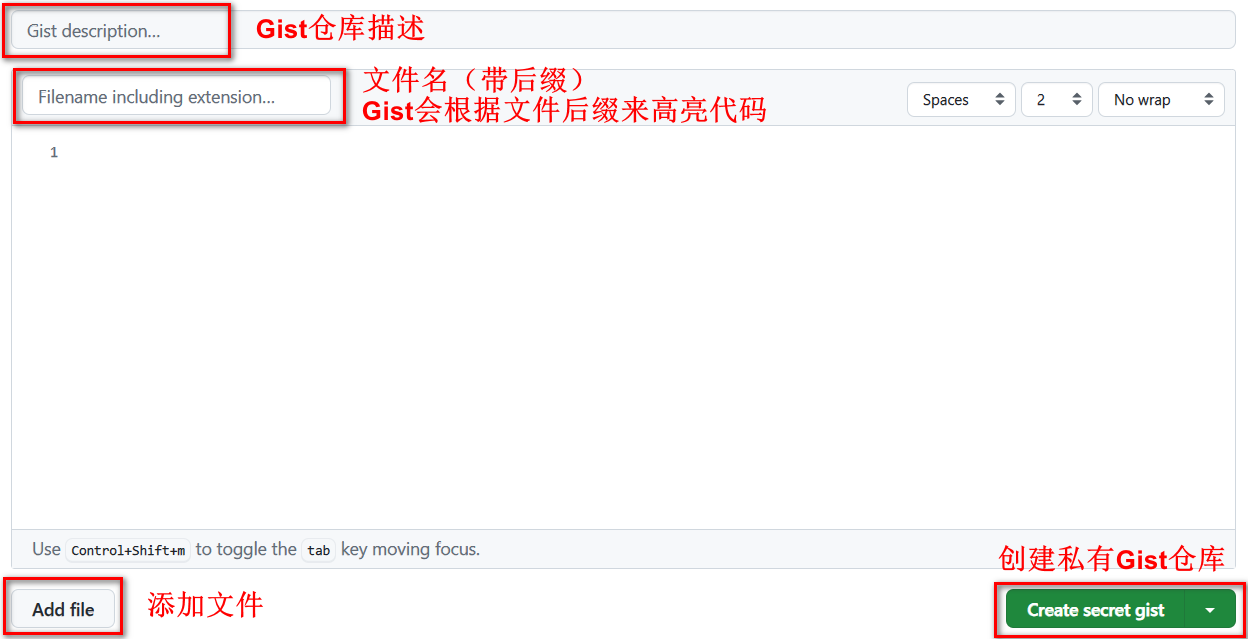 Gist description...
Gist仓库描述
Filename including extension...
文件名（带后缀）
Gist会根据文件后缀来高亮代码
Spaces
2
No wrap
1
Use Control+Shift+m to toggle the tab key moving focus.
创建私有Gist仓库
Add file
添加文件
Create secret gist